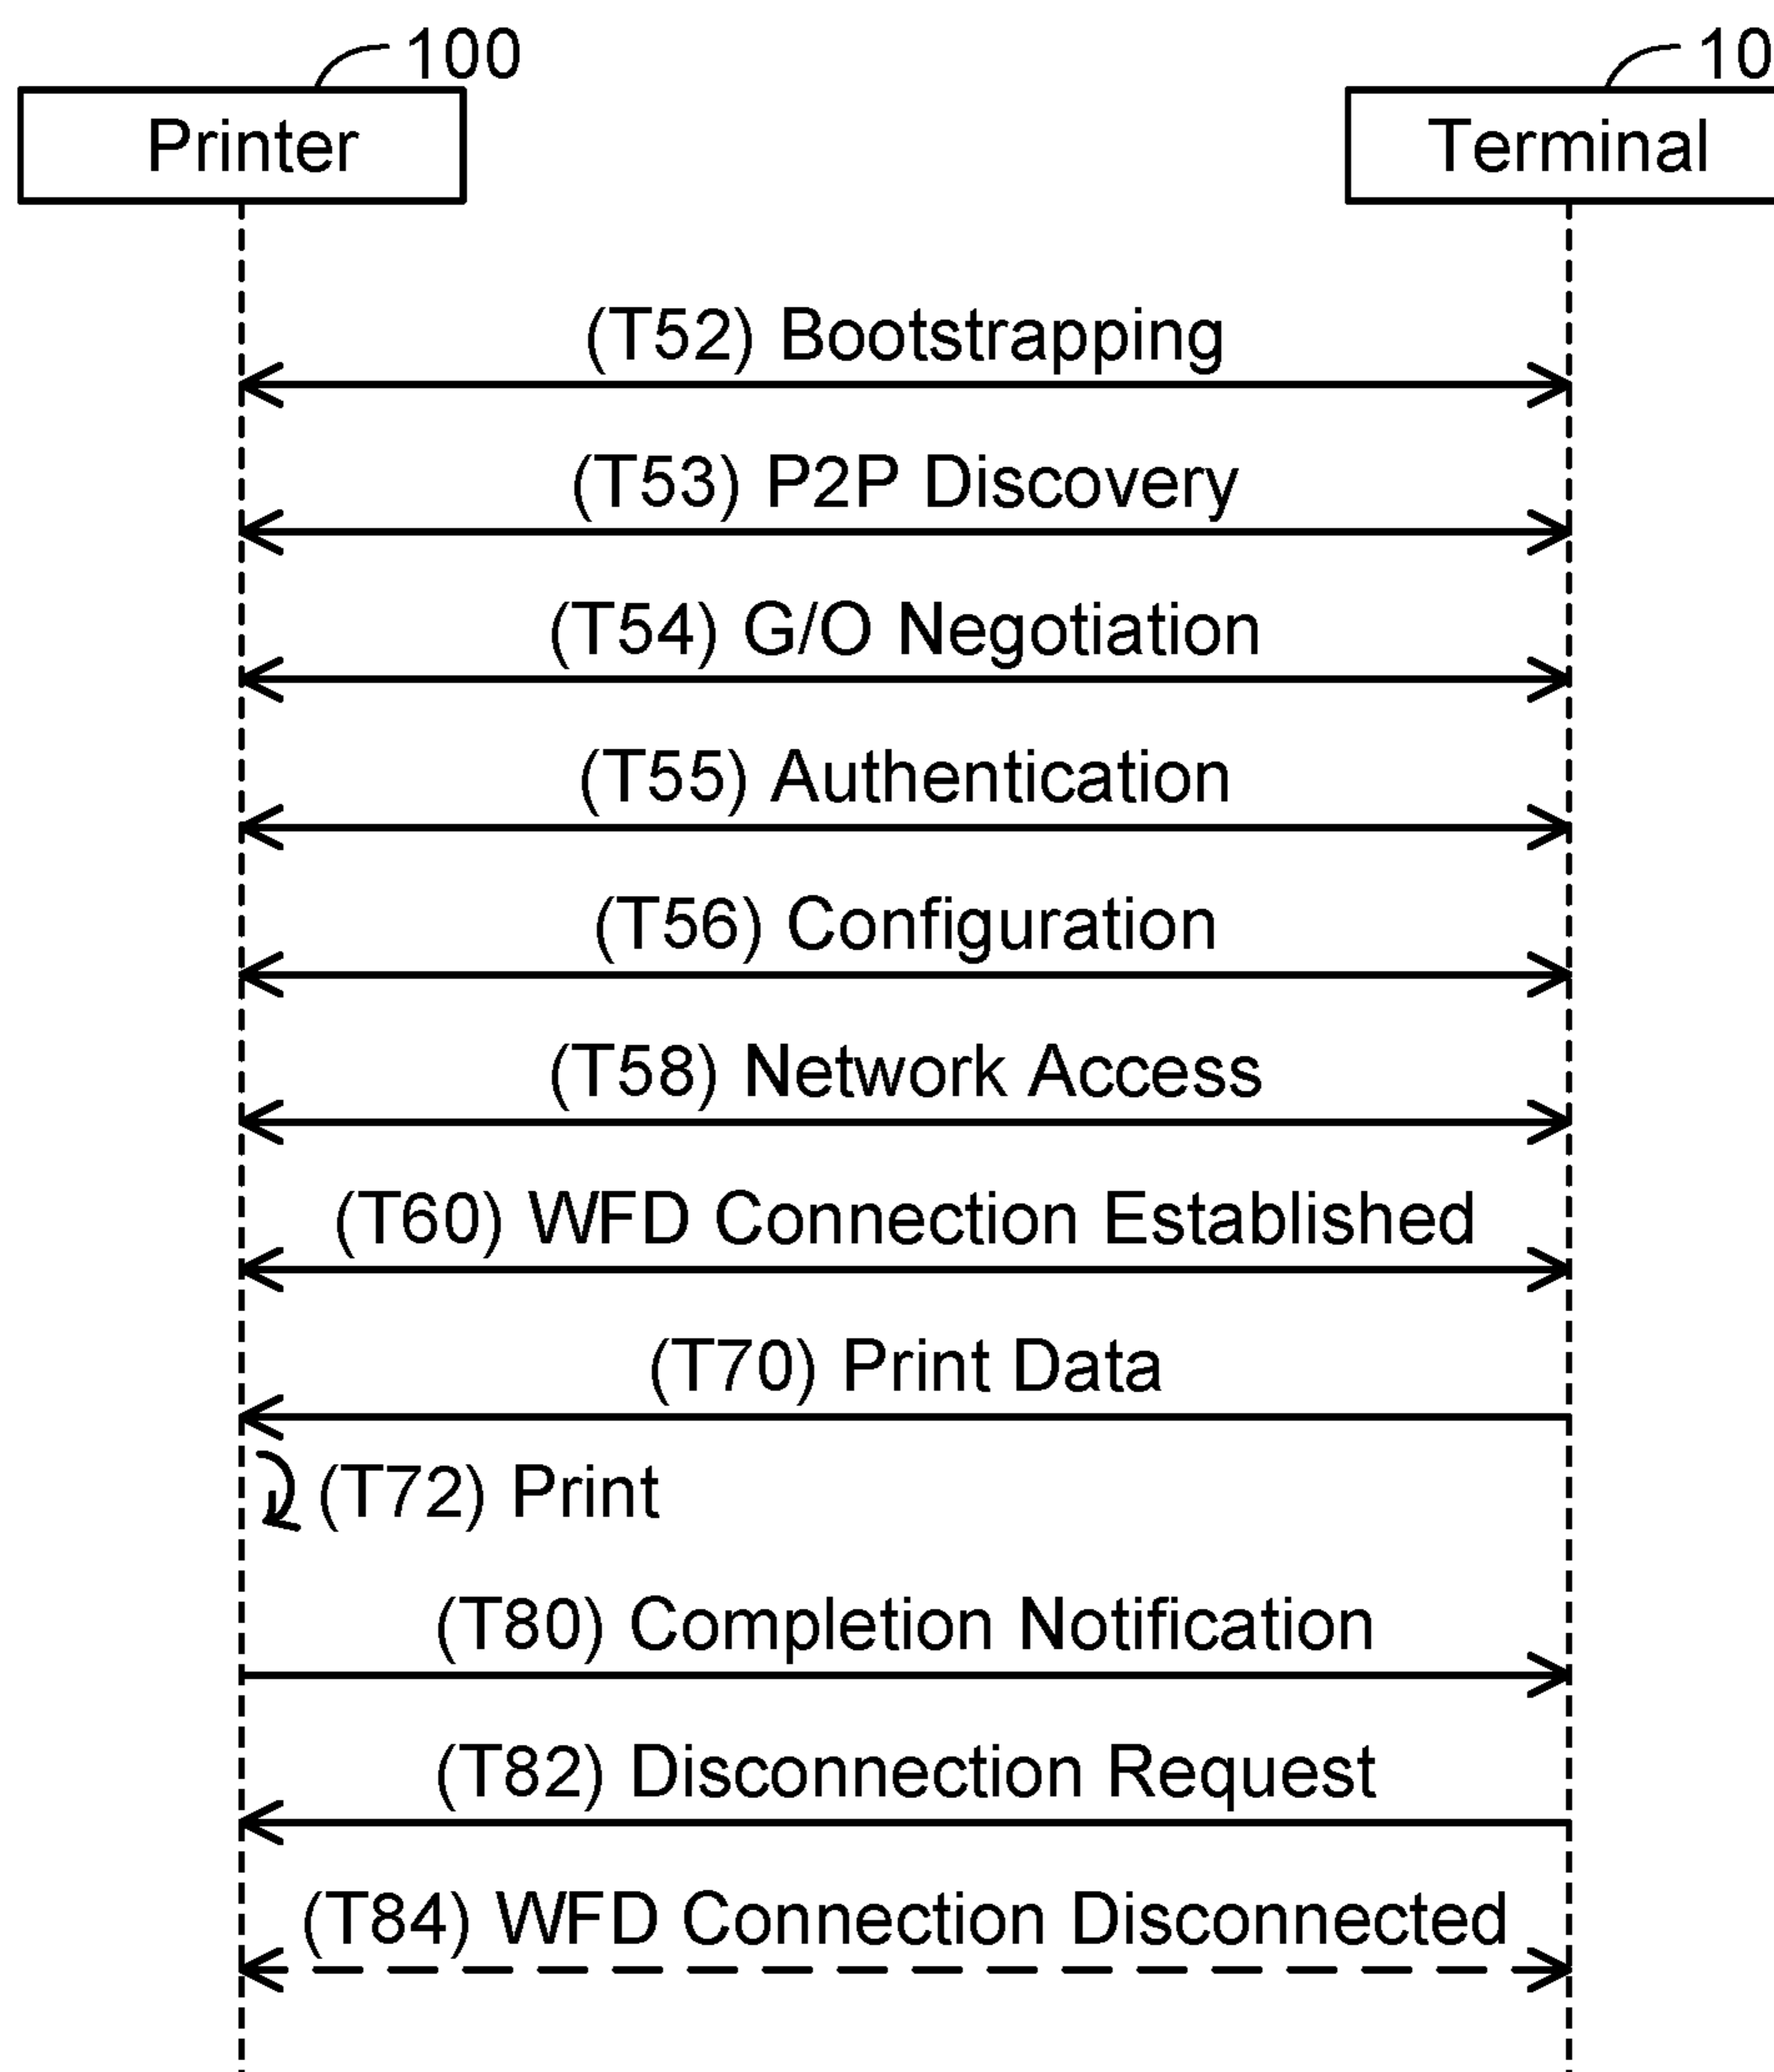 100
10
Printer
Terminal
(T52) Bootstrapping
(T53) P2P Discovery
(T54) G/O Negotiation
(T55) Authentication
(T56) Configuration
(T58) Network Access
(T60) WFD Connection Established
(T70) Print Data
(T72) Print
(T80) Completion Notification
(T82) Disconnection Request
(T84) WFD Connection Disconnected